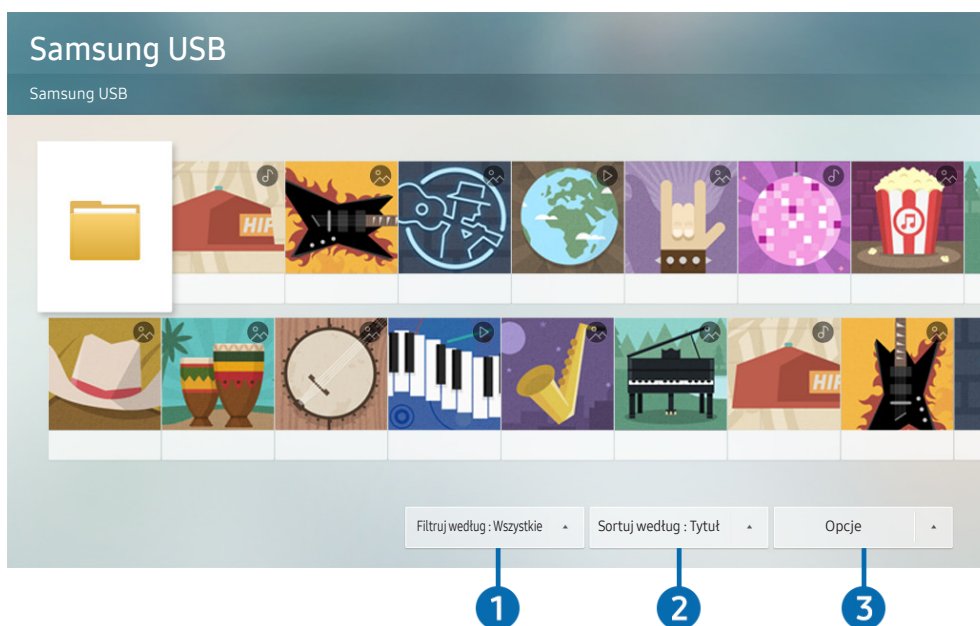 Samsung USB
Samsung USB
HIP
HIP
Filtruj według : Wszystkie
Sortuj według : Tytuł
Opcje
1
2
3